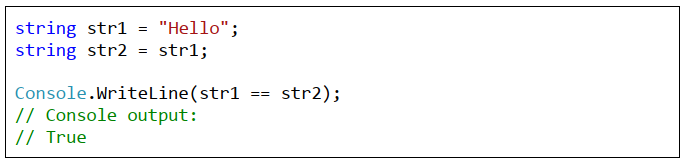 string str1 = "Hello";
string str2 = str1;
Console.WriteLine(str1 == str2);
// Console output:
// True